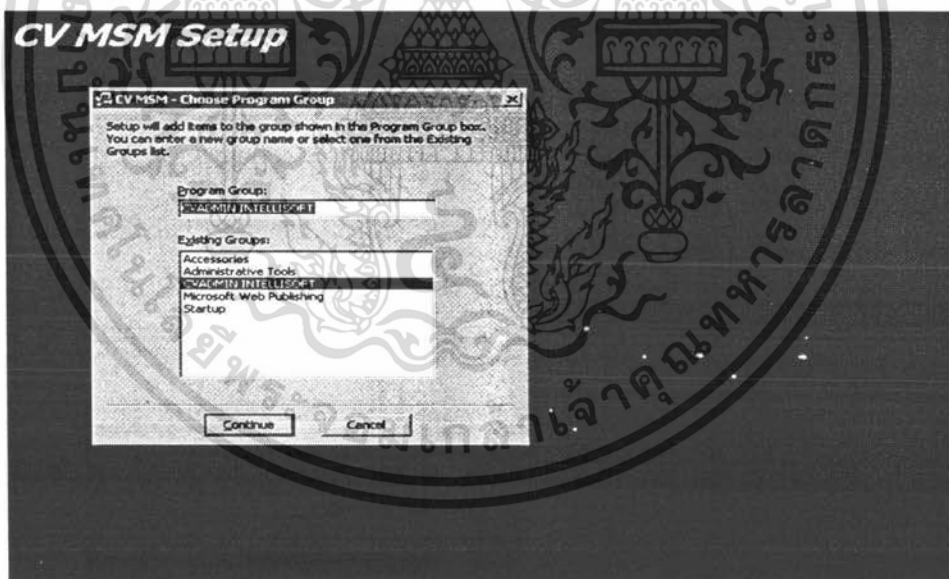 CV MSM Setup
CV MSM - Choose Program Group
Setup will add items to the group shown in the Program Group box.
You can enter a new group name or select one from the Existing
Groups list.
Program Group:
CVADMIN INTELLISOFT
Existing Groups:
Accessories
Administrative Tools
CVADMIN INTELLISOFT
Microsoft Web Publishing
Startup
Continue
Cancel